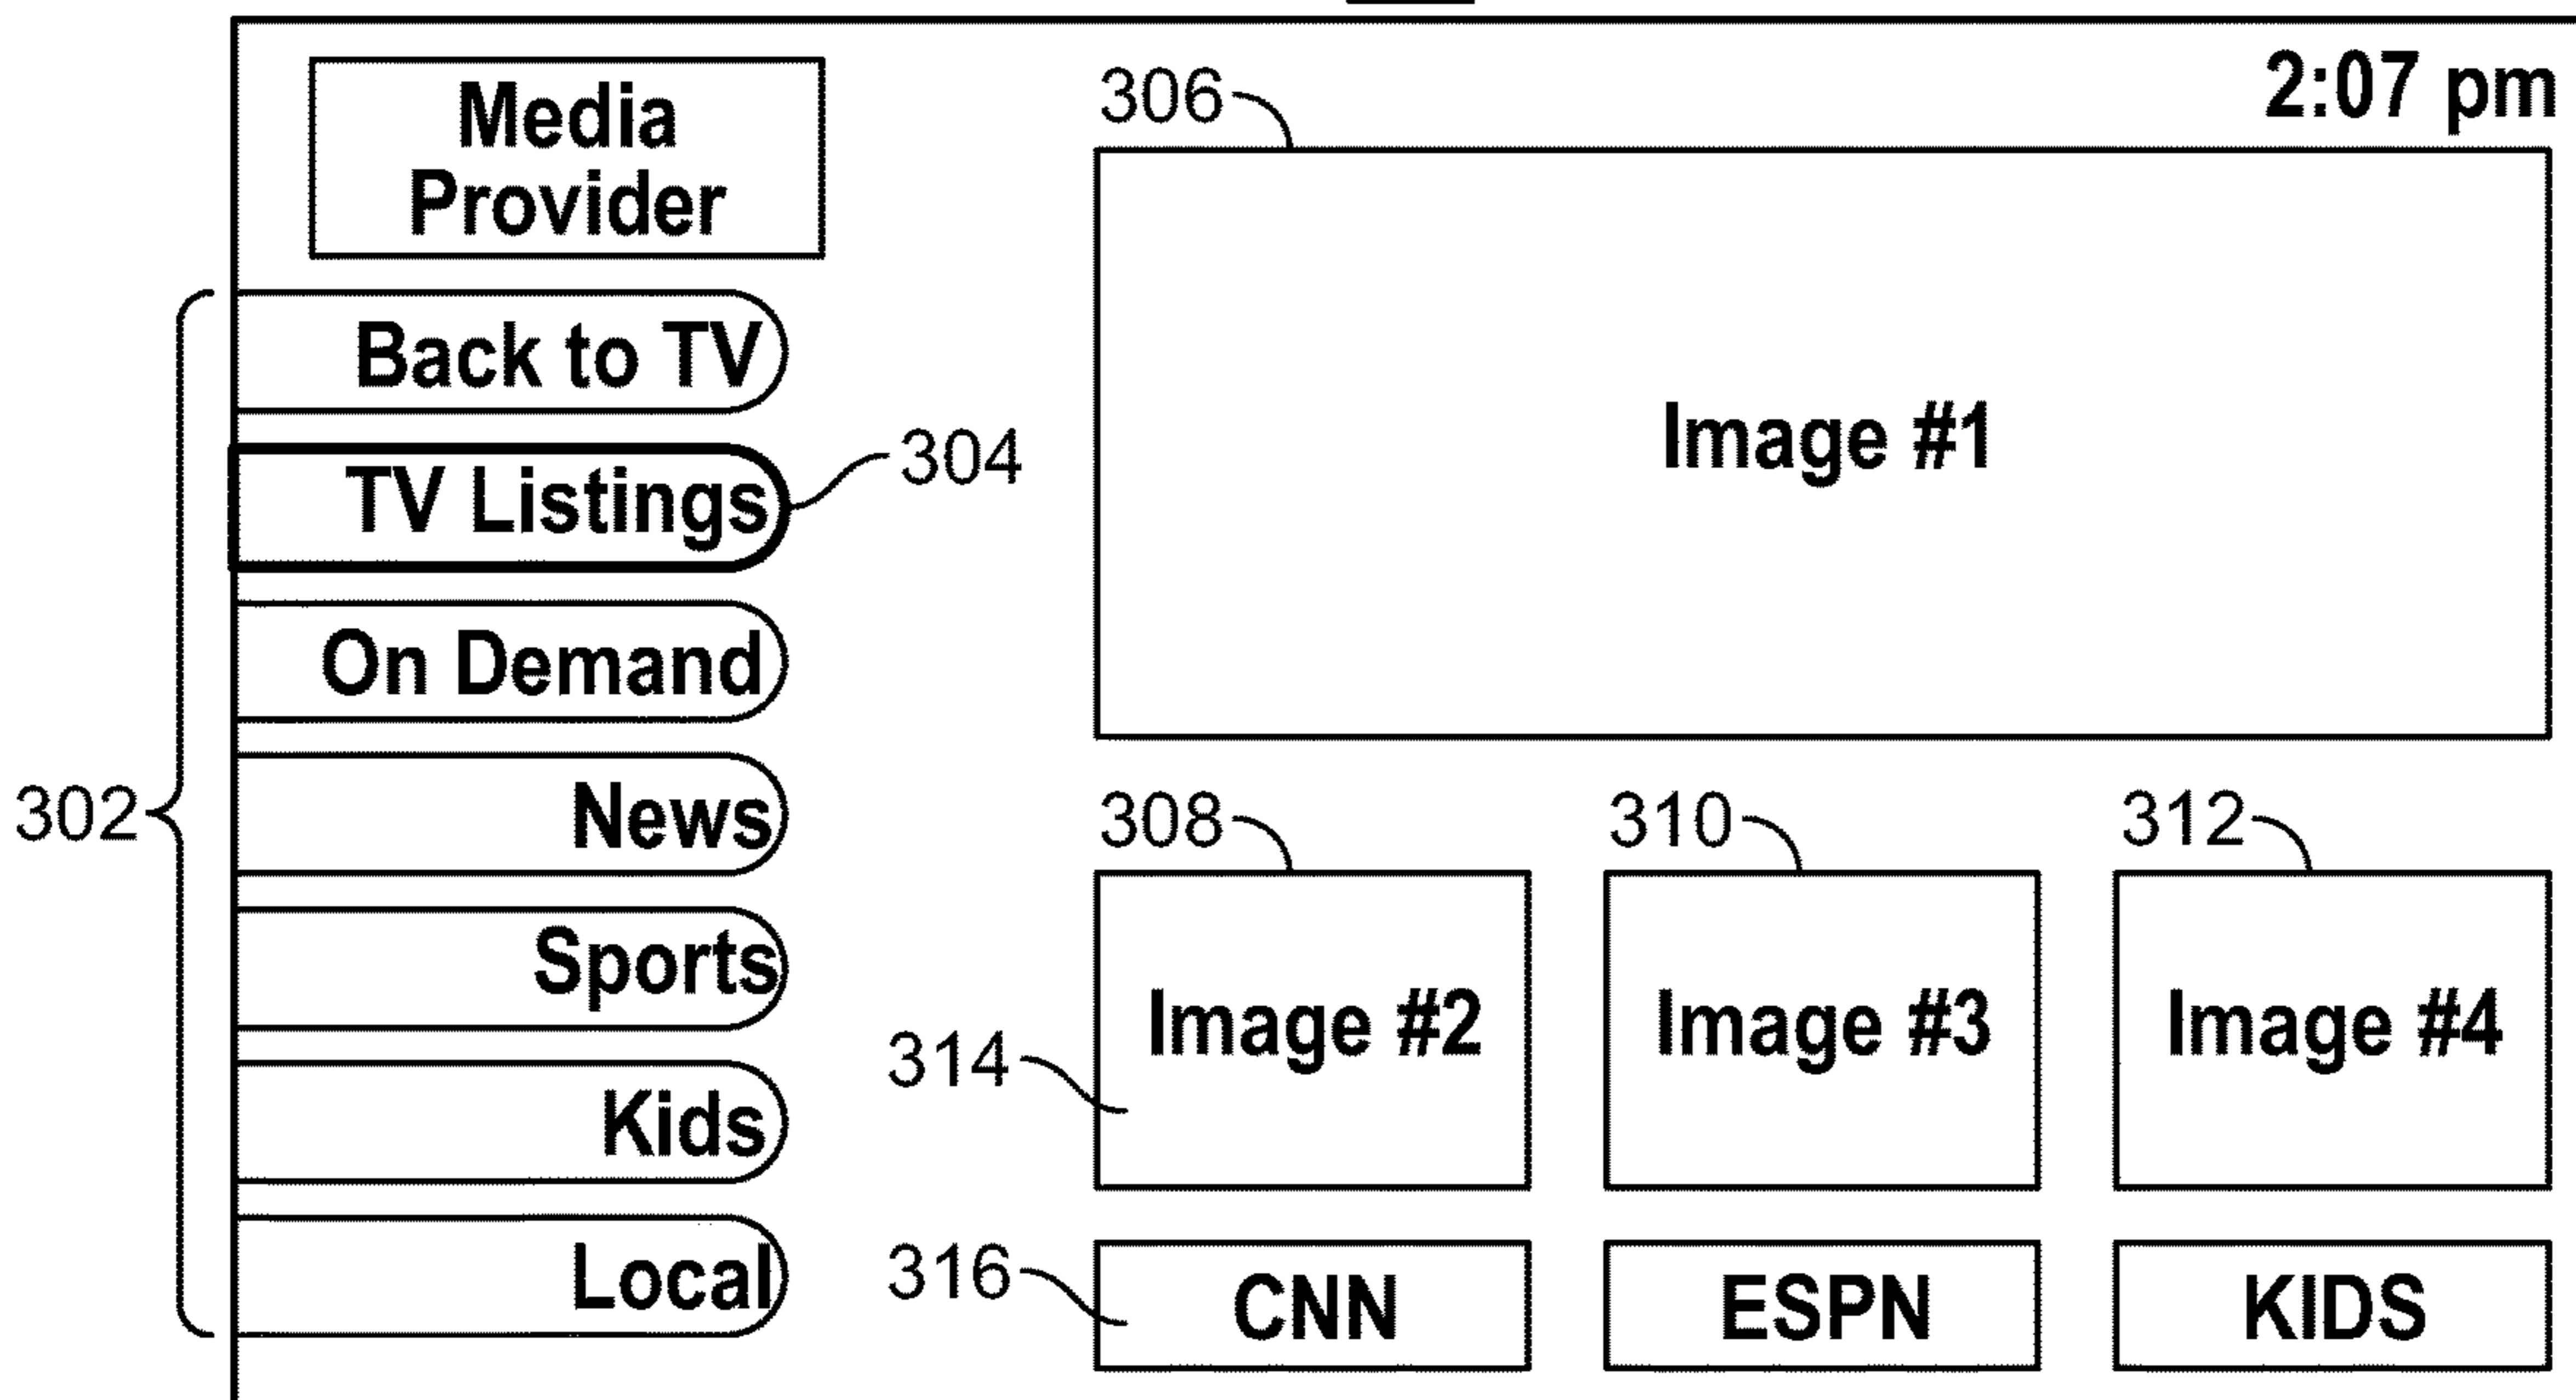 2:07 pm
Media
Provider
306
Back to TV
Image #1
304
TV Listings
On Demand
302
News
308
310
312
Sports
Image #2
Image #3
Image #4
314
Kids
Local
316
CNN
ESPN
KIDS